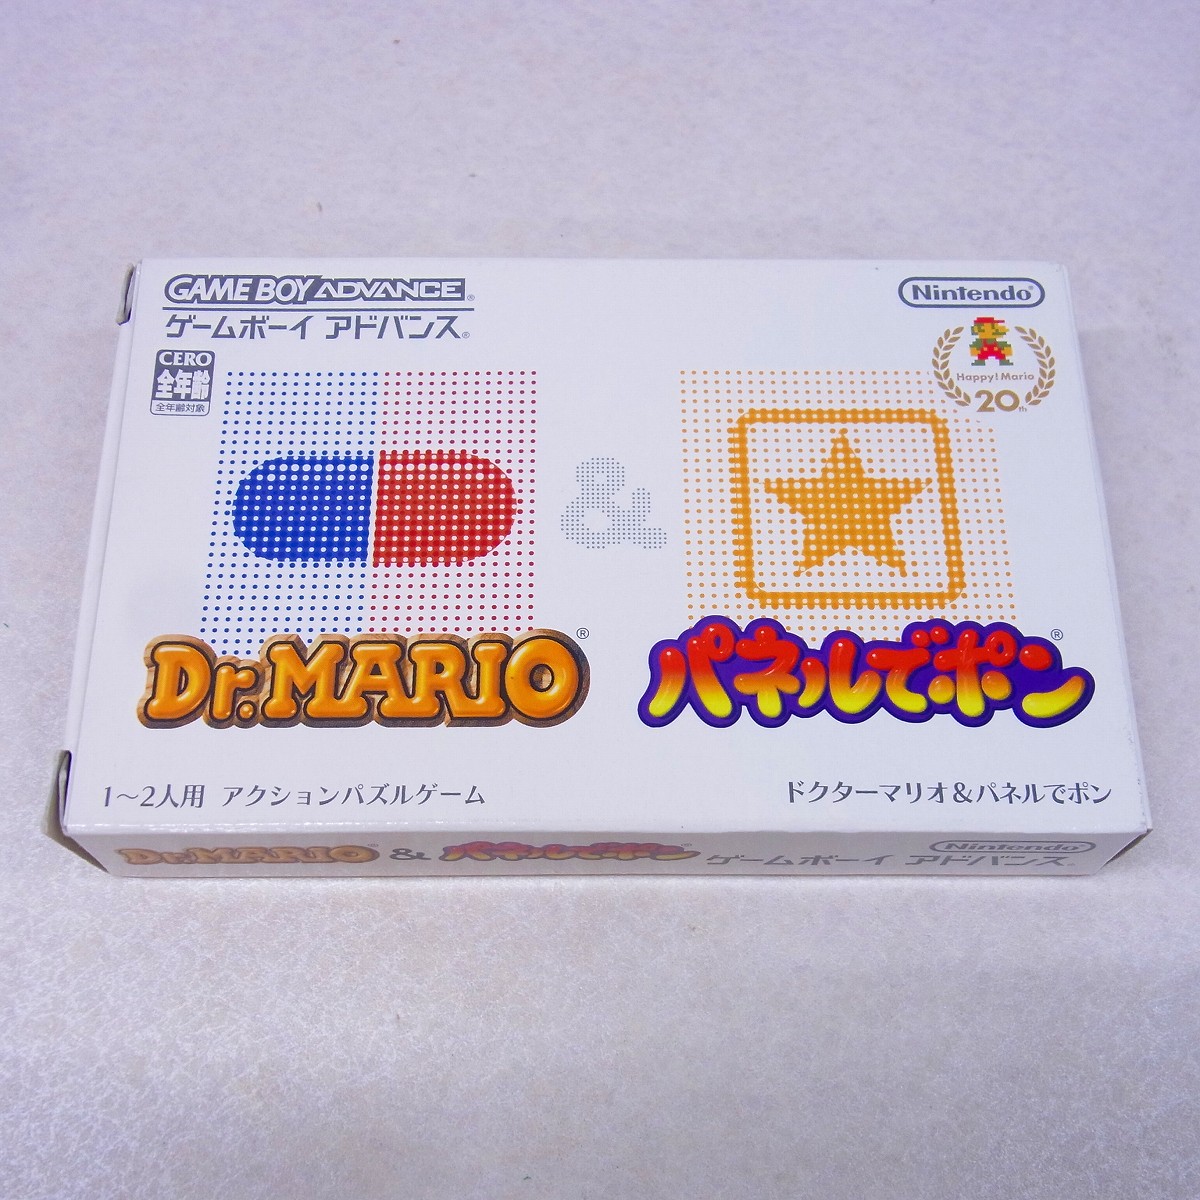 GAME BOY ADVANCE®
ゲームボーイ アドバンス®
Nintendo®
CERO
全年齢
全年齢対象
Happy! Mario
20th
&
Dr.MARIO®
パネルでポン®
1〜2人用 アクションパズルゲーム
ドクターマリオ&パネルでポン
Dr.MARIO® & パネルでポン® ゲームボーイ アドバンス®
Nintendo®